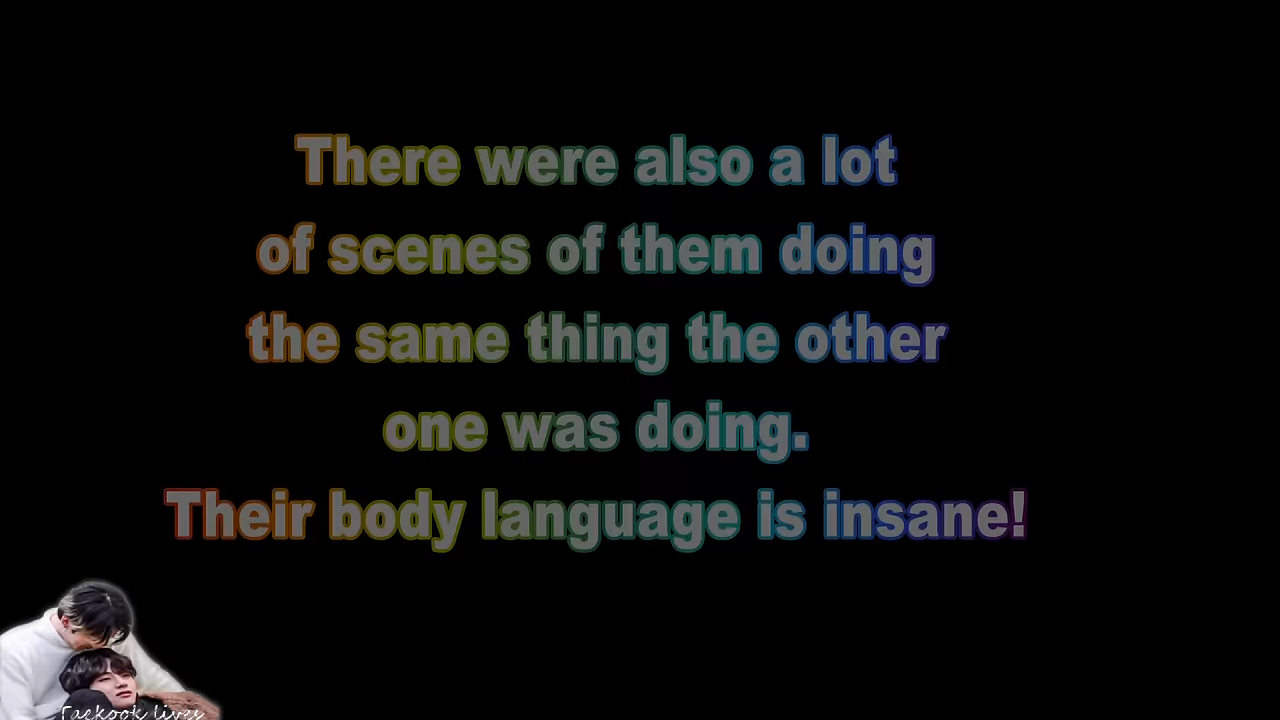 There were also a lot
of scenes of them doing
the same thing the other
one was doing.
Their body language is insane!
Taekook lives